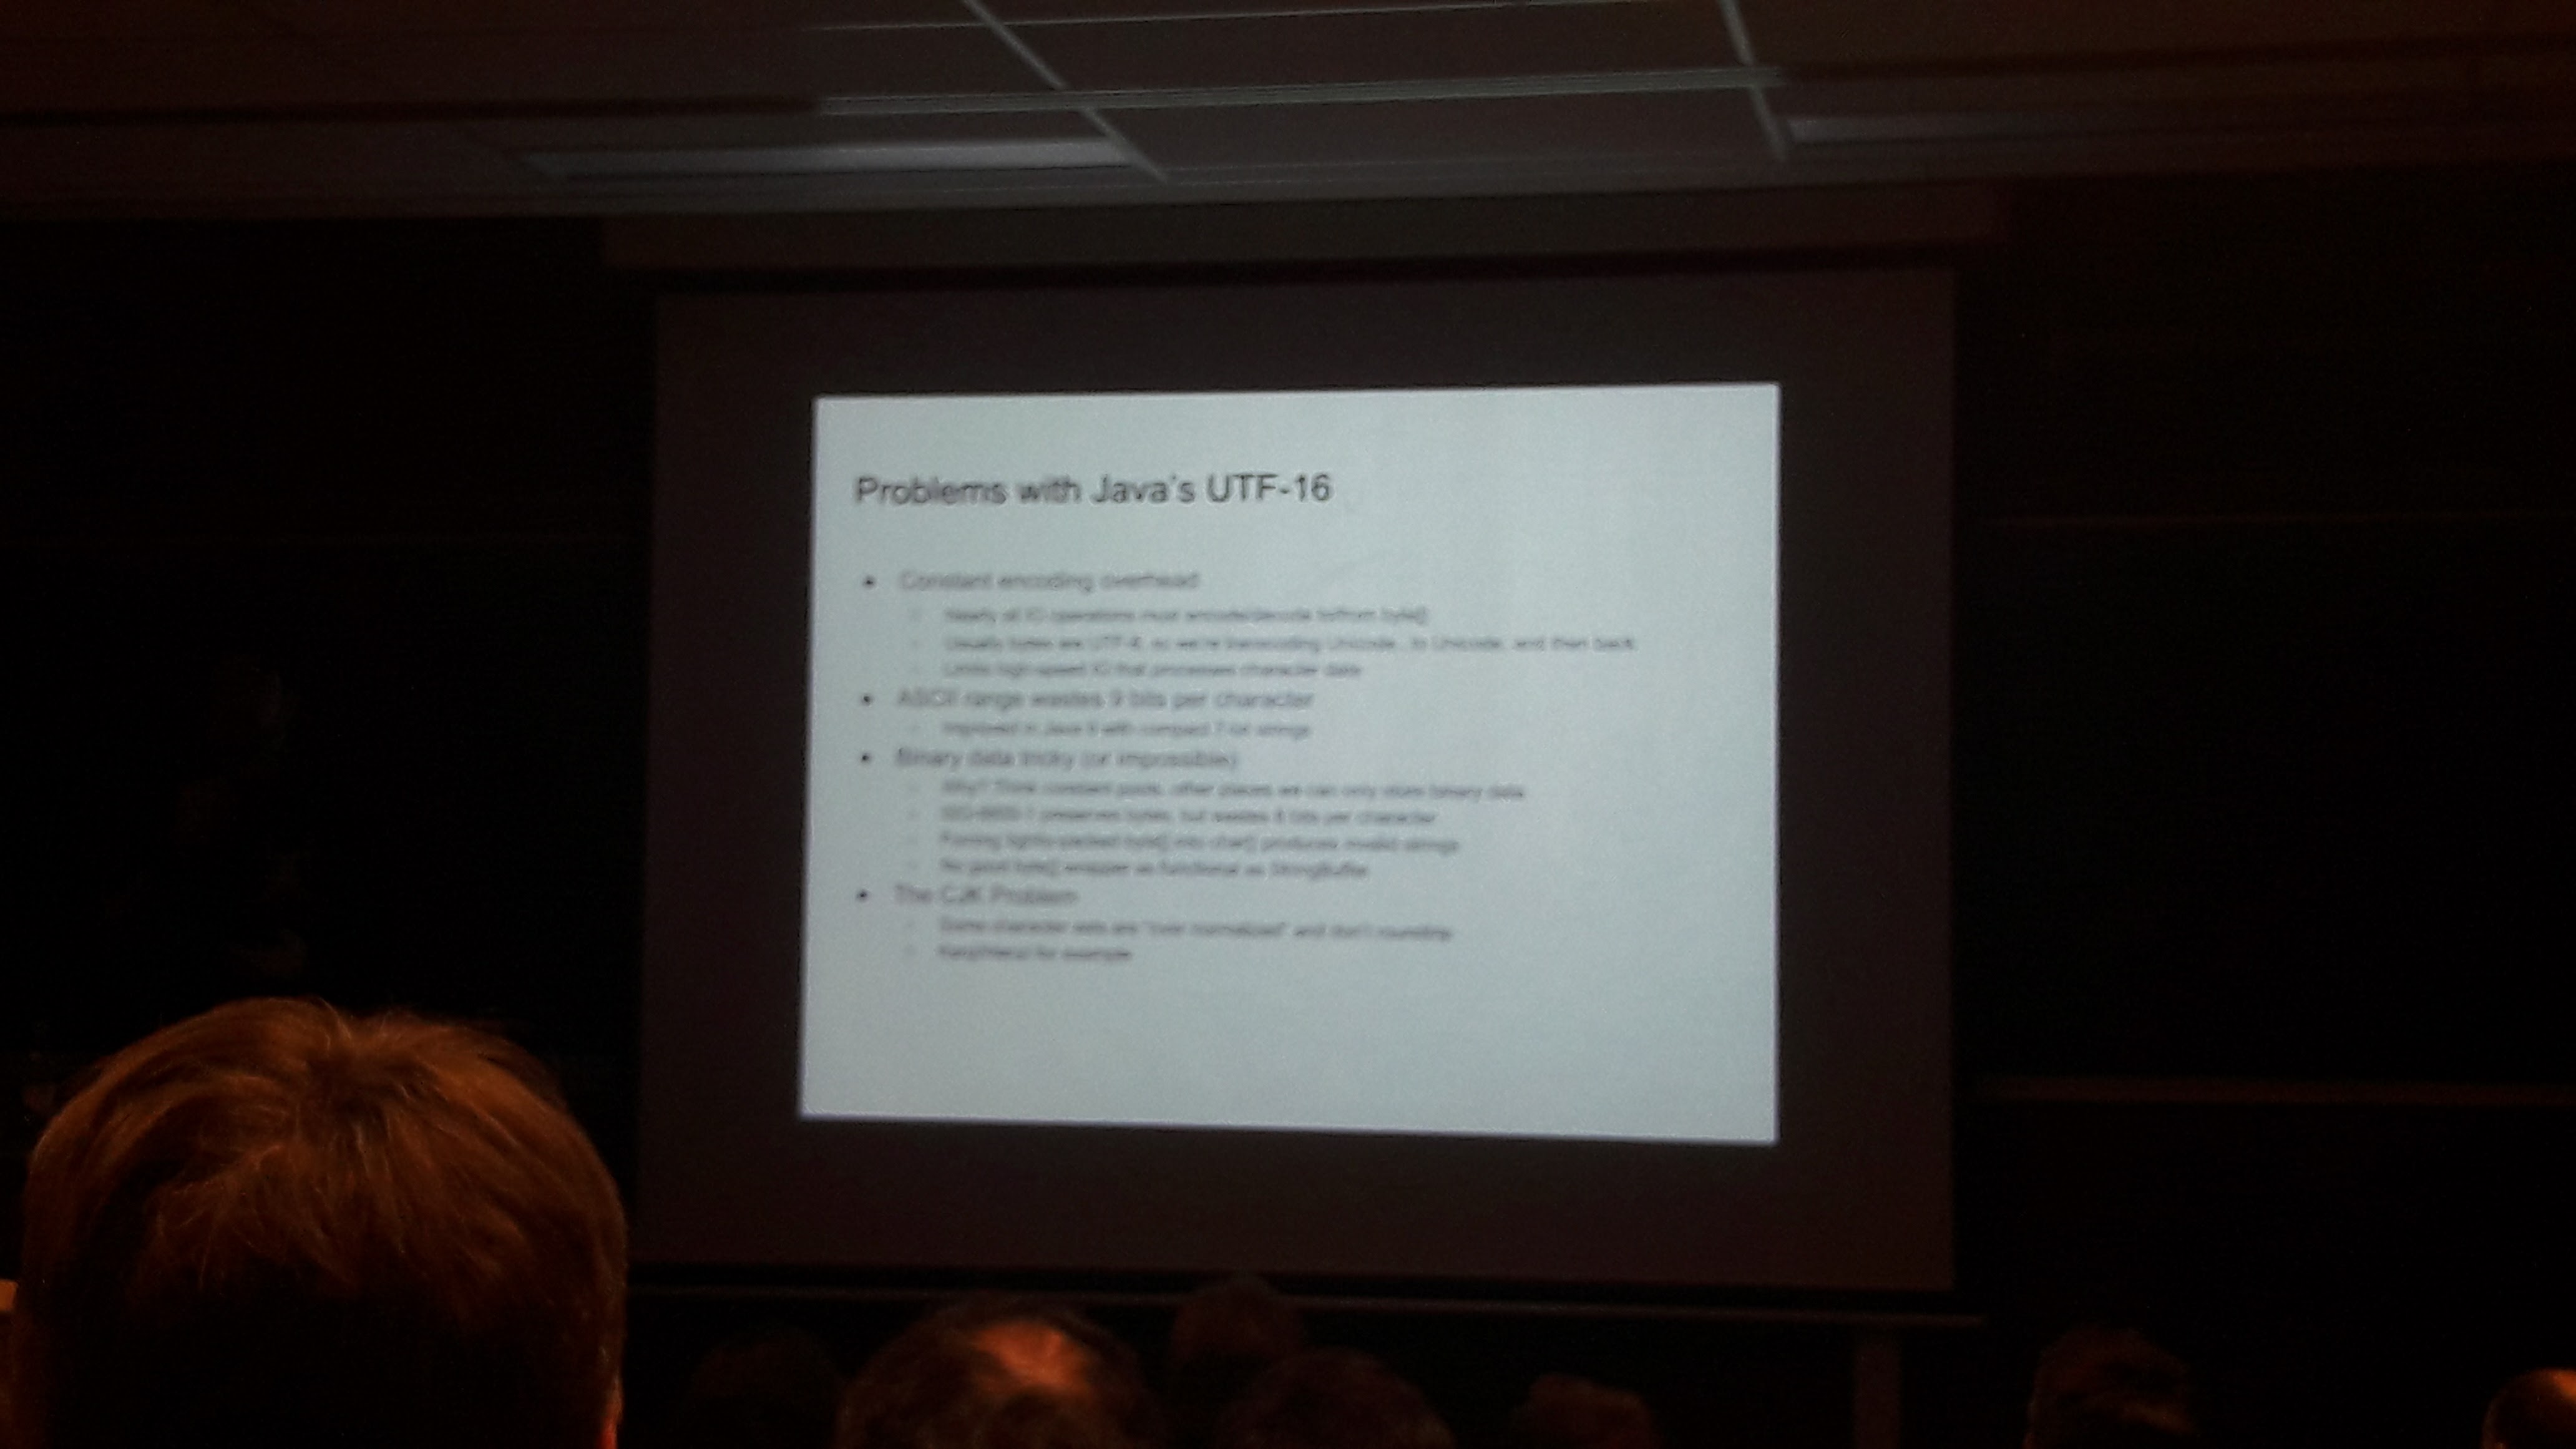 Problems with Java's UTF-16
• Constant encoding overhead
Nearly all IO operations must encode/decode to/from byte[]
Usually bytes are UTF-8, so we're transcoding Unicode.. to Unicode, and then back
Limits high-speed IO that processes character data
• ASCII range wastes 9 bits per character
Improved in Java 9 with compact strings
• Binary data tricky (or impossible)
Why? Think constant pools, other places we can only store binary data
ISO-8859-1 preserves bytes, but wastes 8 bits per character
Forcing tightly-packed byte[] into char[] produces invalid strings
No good byte[] wrapper as functional as StringBuffer
• The CJK Problem
Some character sets are "over normalized" and don't roundtrip
for example